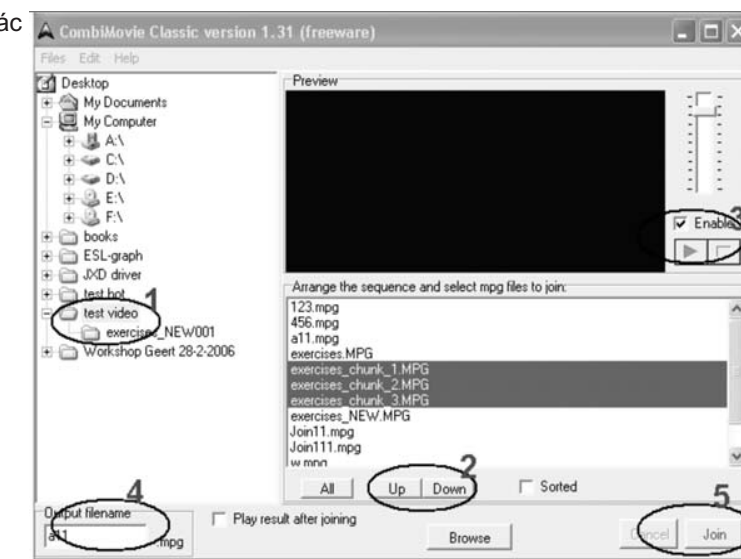 ác
CombiMovie Classic version 1.31 (freeware)
Files Edit Help
Desktop
My Documents
My Computer
A:\
C:\
D:\
E:\
F:\
books
ESL-graph
JXD driver
test hot
1
test video
exercises_NEW001
Workshop Geert 28-2-2006
Preview
3
Enable
Arrange the sequence and select mpg files to join:
123.mpg
456.mpg
a11.mpg
exercises.MPG
exercises_chunk_1.MPG
exercises_chunk_2.MPG
exercises_chunk_3.MPG
exercises_NEW.MPG
Join11.mpg
Join111.mpg
w.mpg
2
All Up Down Sorted
4
Output filename
a11 .mpg
Play result after joining
Browse
5
Cancel Join